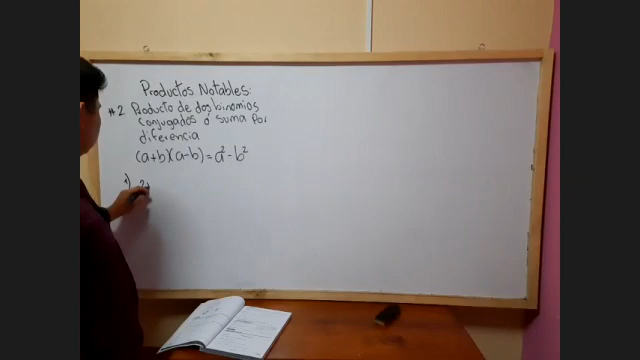 Productos Notables:
#2 Producto de dos binomios
conjugados o suma por
diferencia
(a+b)(a-b)=a²-b²
1)